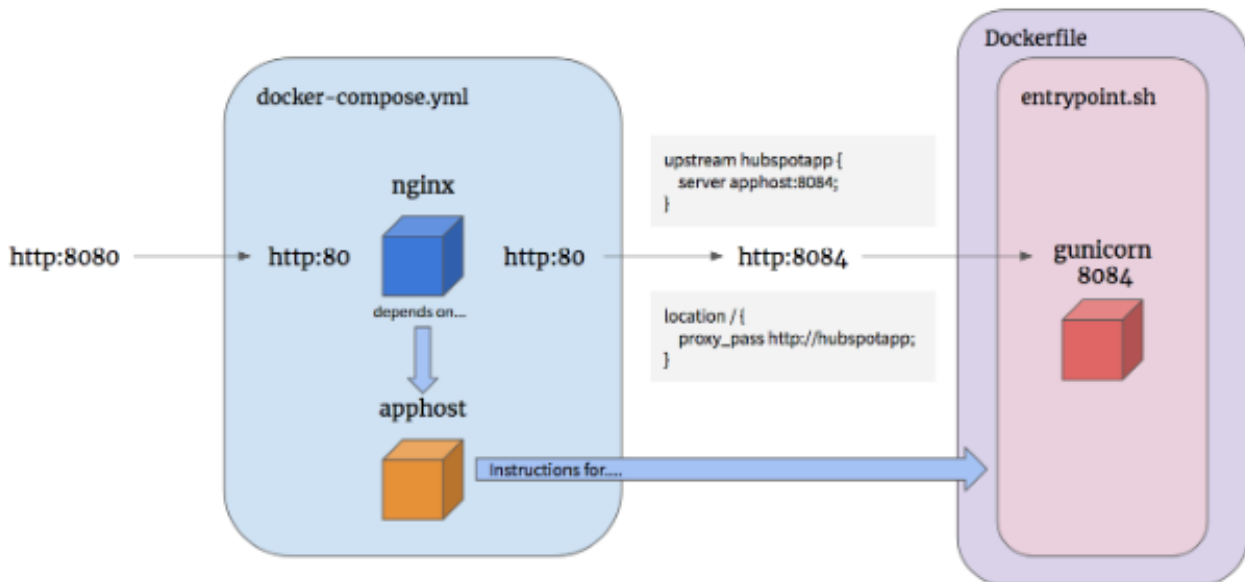 Dockerfile
docker-compose.yml
entrypoint.sh
upstream hubspotapp {
server apphost:8084;
}
nginx
http:8080
http:80
http:80
http:8084
gunicorn
8084
depends on...
location / {
proxy_pass http://hubspotapp;
}
apphost
Instructions for....